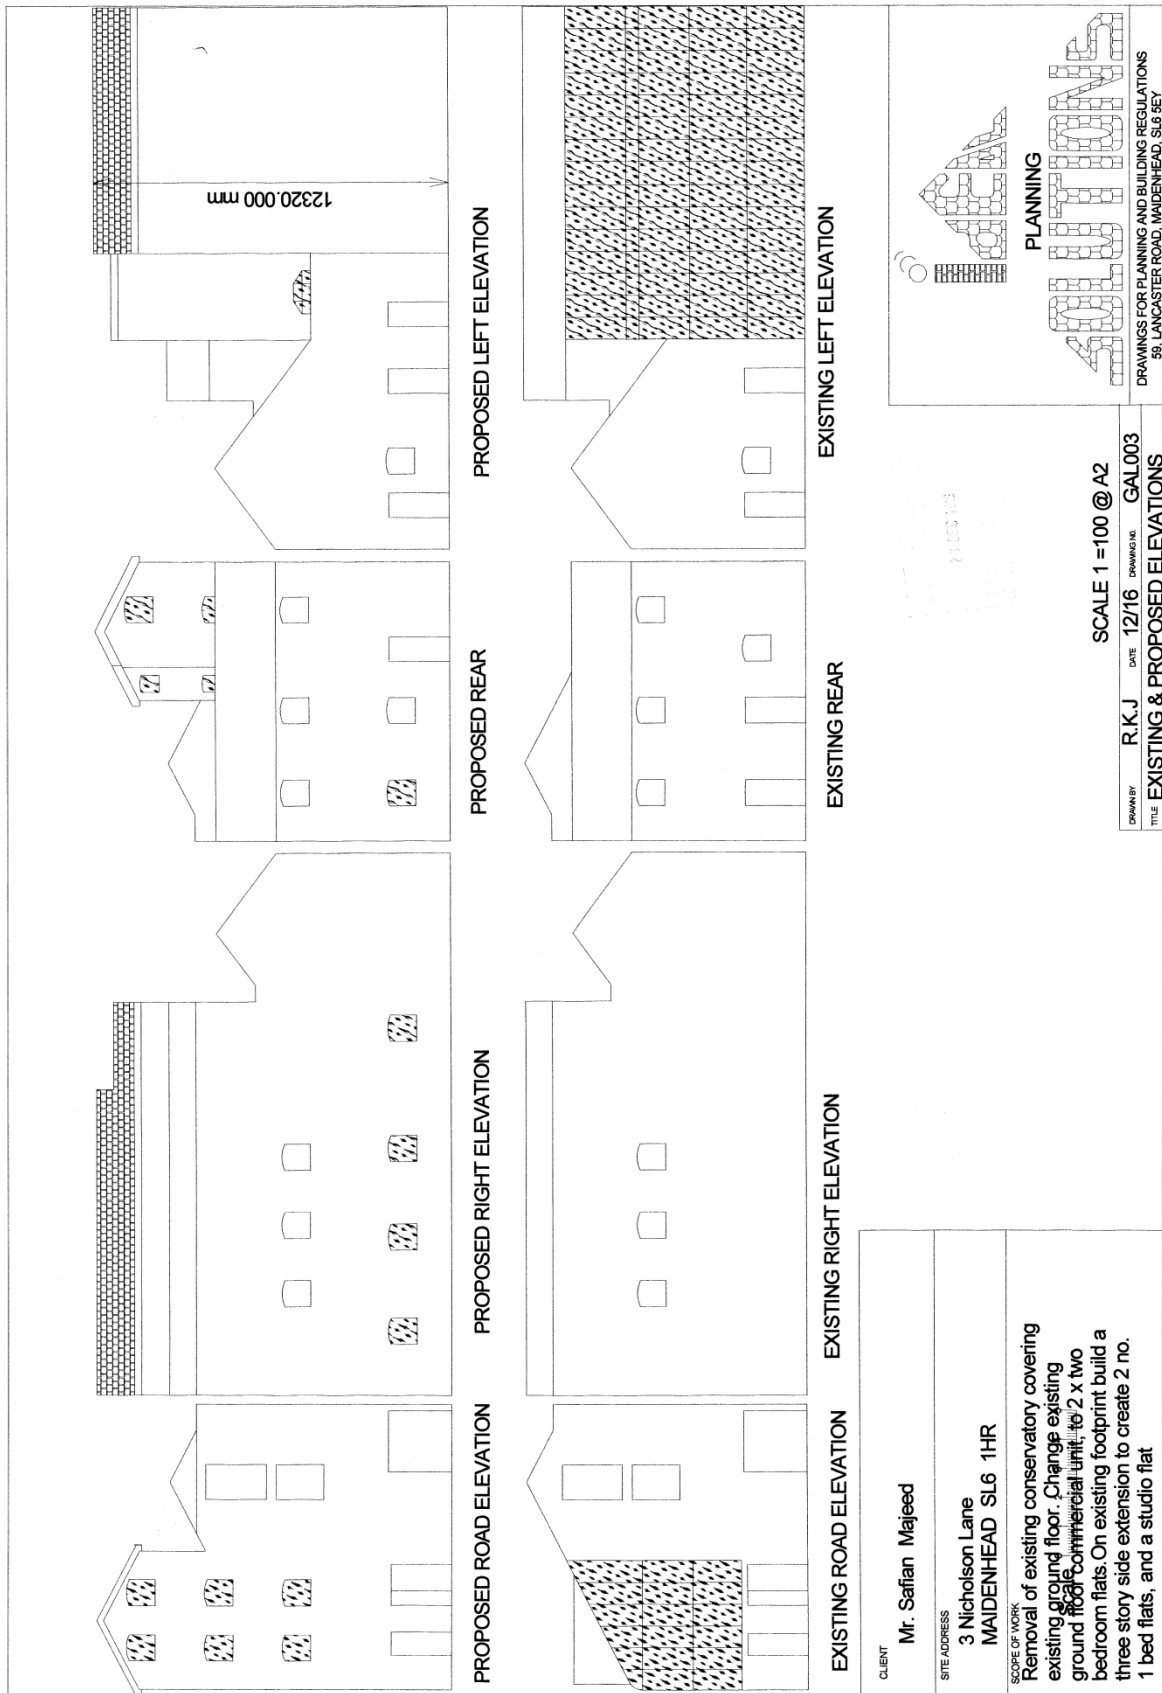 12320.000 mm
PROPOSED ROAD ELEVATION
PROPOSED RIGHT ELEVATION
PROPOSED REAR
PROPOSED LEFT ELEVATION
EXISTING ROAD ELEVATION
EXISTING RIGHT ELEVATION
EXISTING REAR
EXISTING LEFT ELEVATION
CLIENT
Mr. Safian Majeed
SITE ADDRESS
3 Nicholson Lane
MAIDENHEAD SL6 1HR
SCOPE OF WORK
Removal of existing conservatory covering
existing ground floor. Change existing
ground floor commercial unit, to 2 x two
bedroom flats.On existing footprint build a
three story side extension to create 2 no.
1 bed flats, and a studio flat
Scale
SCALE 1 =100 @ A2
DRAWN BY R.K.J DATE 12/16 DRAWING NO. GAL003
TITLE EXISTING & PROPOSED ELEVATIONS
PLANNING
SOLUTIONS
DRAWINGS FOR PLANNING AND BUILDING REGULATIONS
59, LANCASTER ROAD, MAIDENHEAD, SL6 5EY